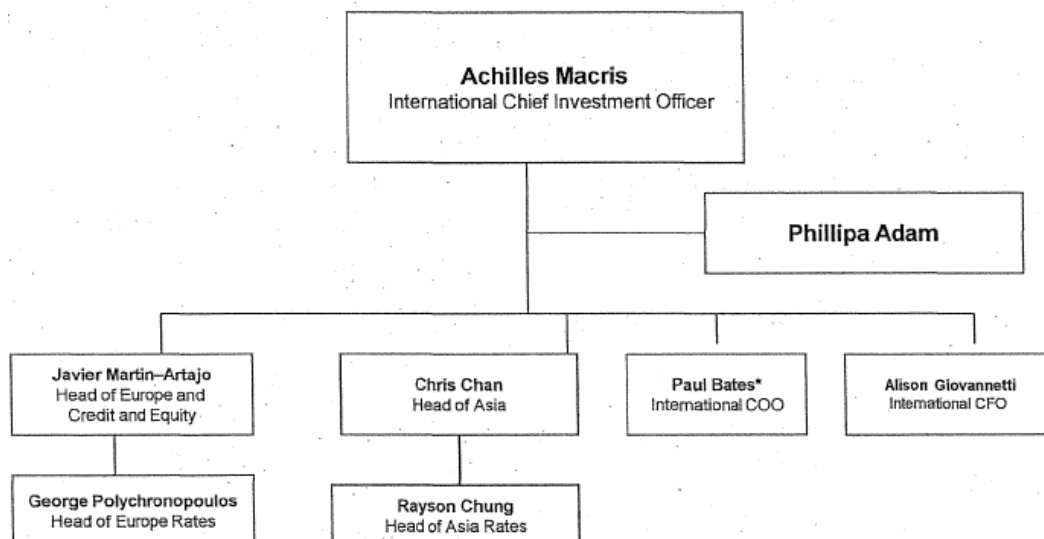 Achilles Macris
International Chief Investment Officer
Phillipa Adam
Javier Martin–Artajo
Head of Europe and
Credit and Equity
Chris Chan
Head of Asia
Paul Bates*
International COO
Alison Giovannetti
International CFO
George Polychronopoulos
Head of Europe Rates
Rayson Chung
Head of Asia Rates